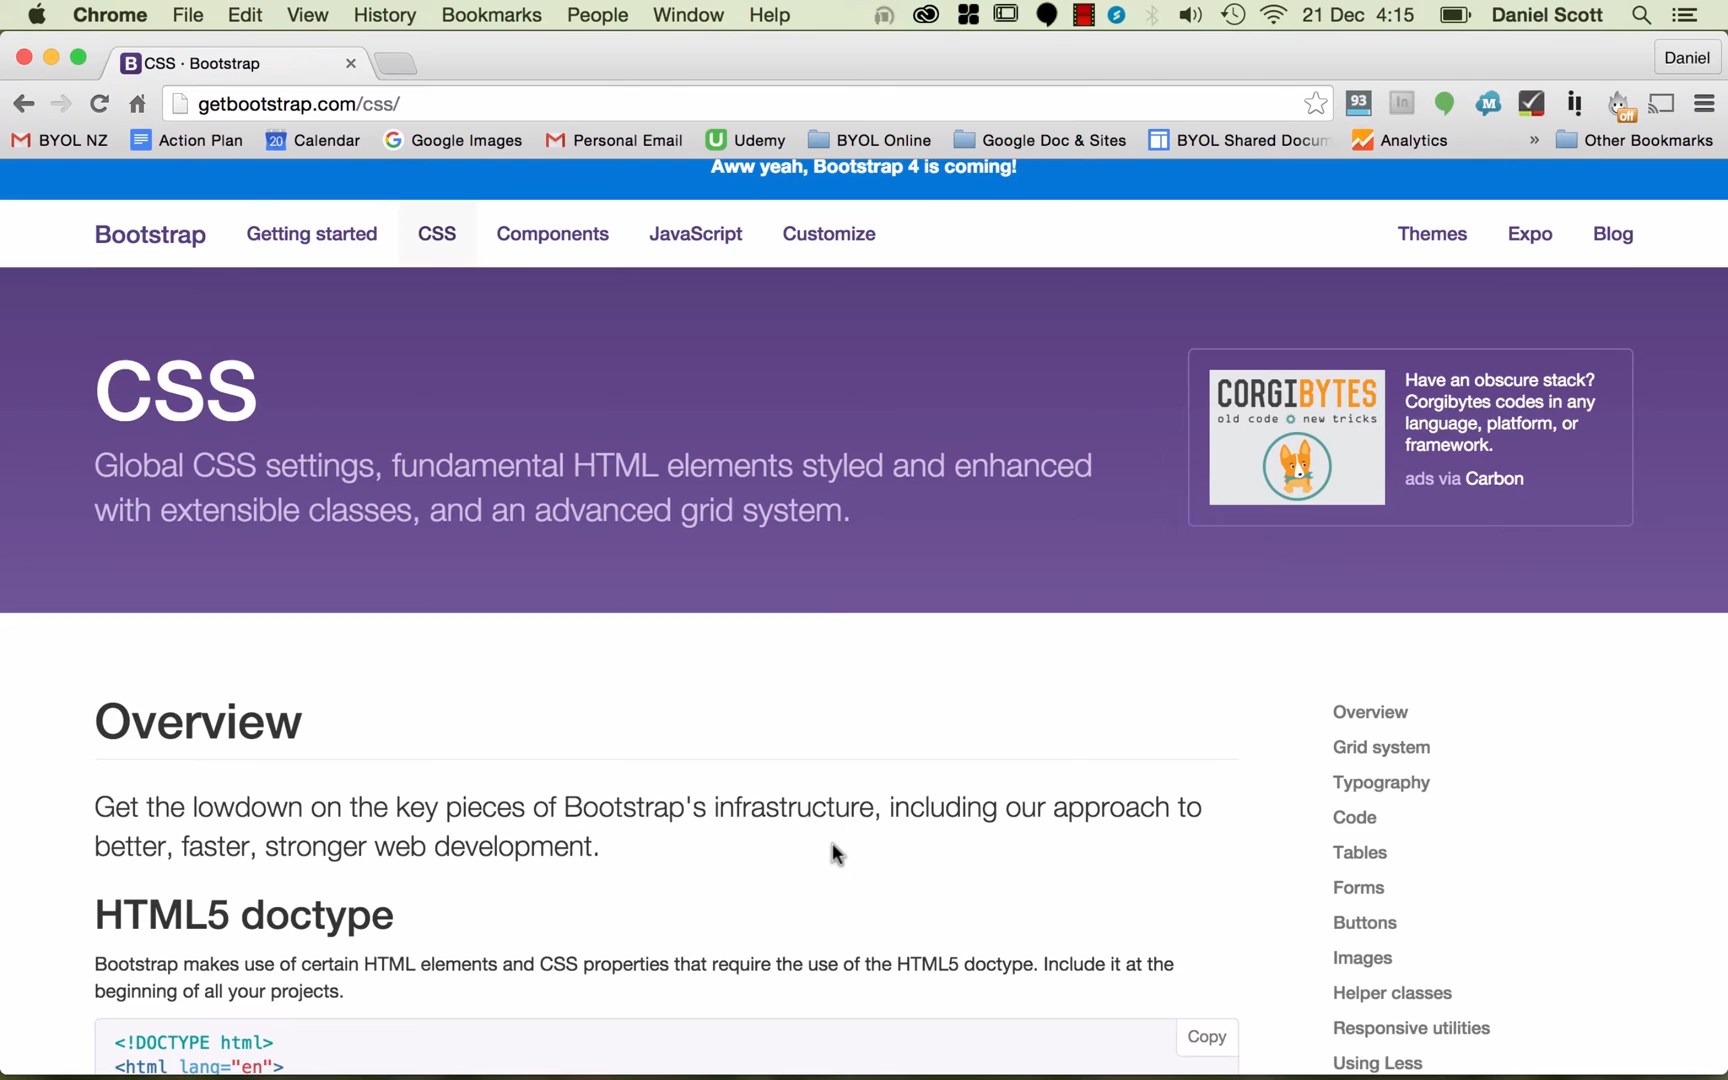 Chrome File Edit View History Bookmarks People Window Help 21 Dec 4:15 Daniel Scott
CSS · Bootstrap Daniel
getbootstrap.com/css/ 93 In M off
BYOL NZ Action Plan 20 Calendar Google Images Personal Email Udemy BYOL Online Google Doc & Sites BYOL Shared Docum Analytics » Other Bookmarks
Aww yeah, Bootstrap 4 is coming!
Bootstrap Getting started CSS Components JavaScript Customize Themes Expo Blog
CSS
Global CSS settings, fundamental HTML elements styled and enhanced
with extensible classes, and an advanced grid system.
CORGIBYTES
old code new tricks
Have an obscure stack?
Corgibytes codes in any
language, platform, or
framework.
ads via Carbon
Overview
Get the lowdown on the key pieces of Bootstrap's infrastructure, including our approach to
better, faster, stronger web development.
HTML5 doctype
Bootstrap makes use of certain HTML elements and CSS properties that require the use of the HTML5 doctype. Include it at the
beginning of all your projects.
Copy
<!DOCTYPE html>
<html lang="en">
Overview
Grid system
Typography
Code
Tables
Forms
Buttons
Images
Helper classes
Responsive utilities
Using Less